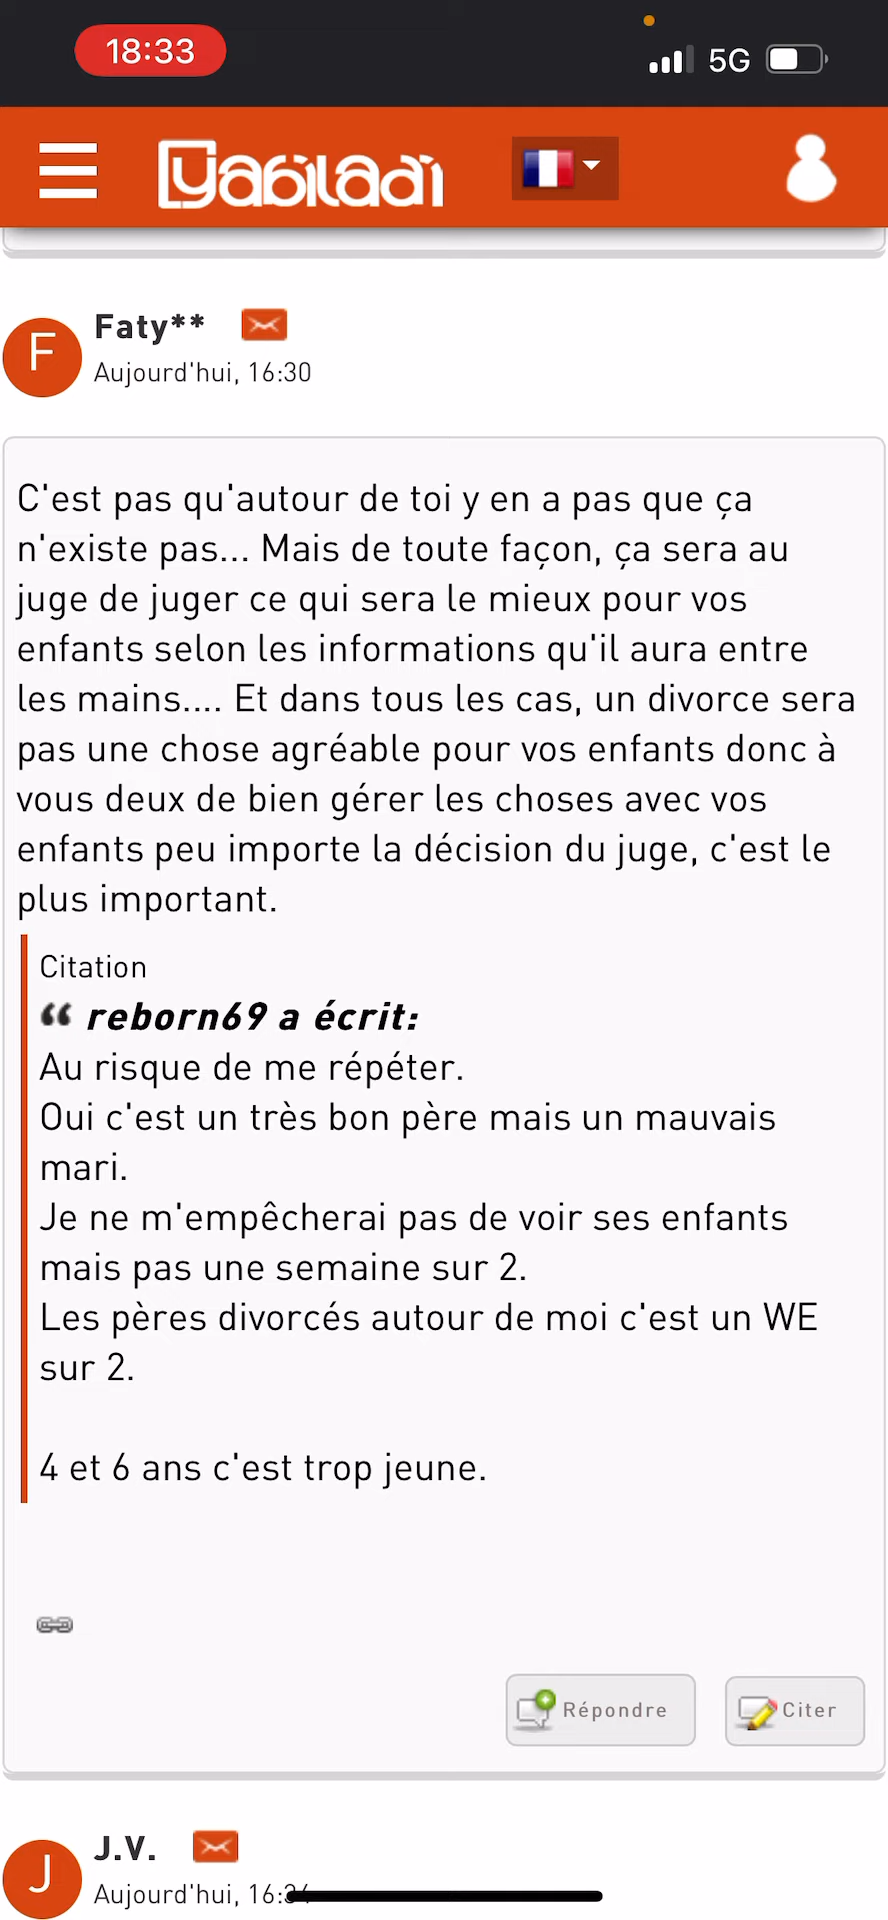 18:33
5G
yabiladi
F
Faty**
Aujourd'hui, 16:30
C'est pas qu'autour de toi y en a pas que ça
n'existe pas... Mais de toute façon, ça sera au
juge de juger ce qui sera le mieux pour vos
enfants selon les informations qu'il aura entre
les mains.... Et dans tous les cas, un divorce sera
pas une chose agréable pour vos enfants donc à
vous deux de bien gérer les choses avec vos
enfants peu importe la décision du juge, c'est le
plus important.
Citation
“ reborn69 a écrit:
Au risque de me répéter.
Oui c'est un très bon père mais un mauvais
mari.
Je ne m'empêcherai pas de voir ses enfants
mais pas une semaine sur 2.
Les pères divorcés autour de moi c'est un WE
sur 2.
4 et 6 ans c'est trop jeune.
Répondre
Citer
J
J.V.
Aujourd'hui,